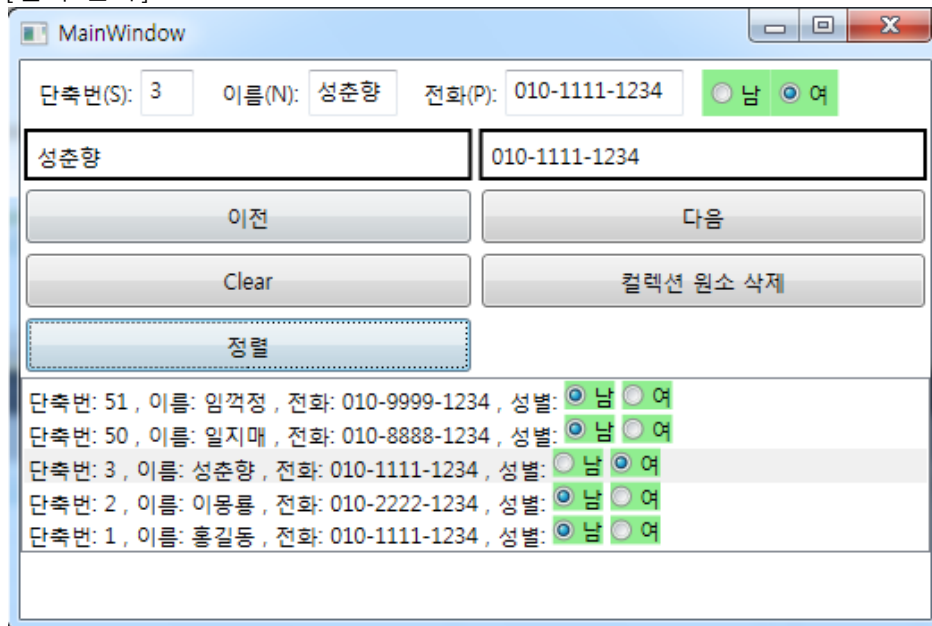 MainWindow
단축번(S): 3 이름(N): 성춘향 전화(P): 010-1111-1234 남 여
성춘향 010-1111-1234
이전 다음
Clear 컬렉션 원소 삭제
정렬
단축번: 51 , 이름: 임꺽정 , 전화: 010-9999-1234 , 성별: 남 여
단축번: 50 , 이름: 일지매 , 전화: 010-8888-1234 , 성별: 남 여
단축번: 3 , 이름: 성춘향 , 전화: 010-1111-1234 , 성별: 남 여
단축번: 2 , 이름: 이몽룡 , 전화: 010-2222-1234 , 성별: 남 여
단축번: 1 , 이름: 홍길동 , 전화: 010-1111-1234 , 성별: 남 여